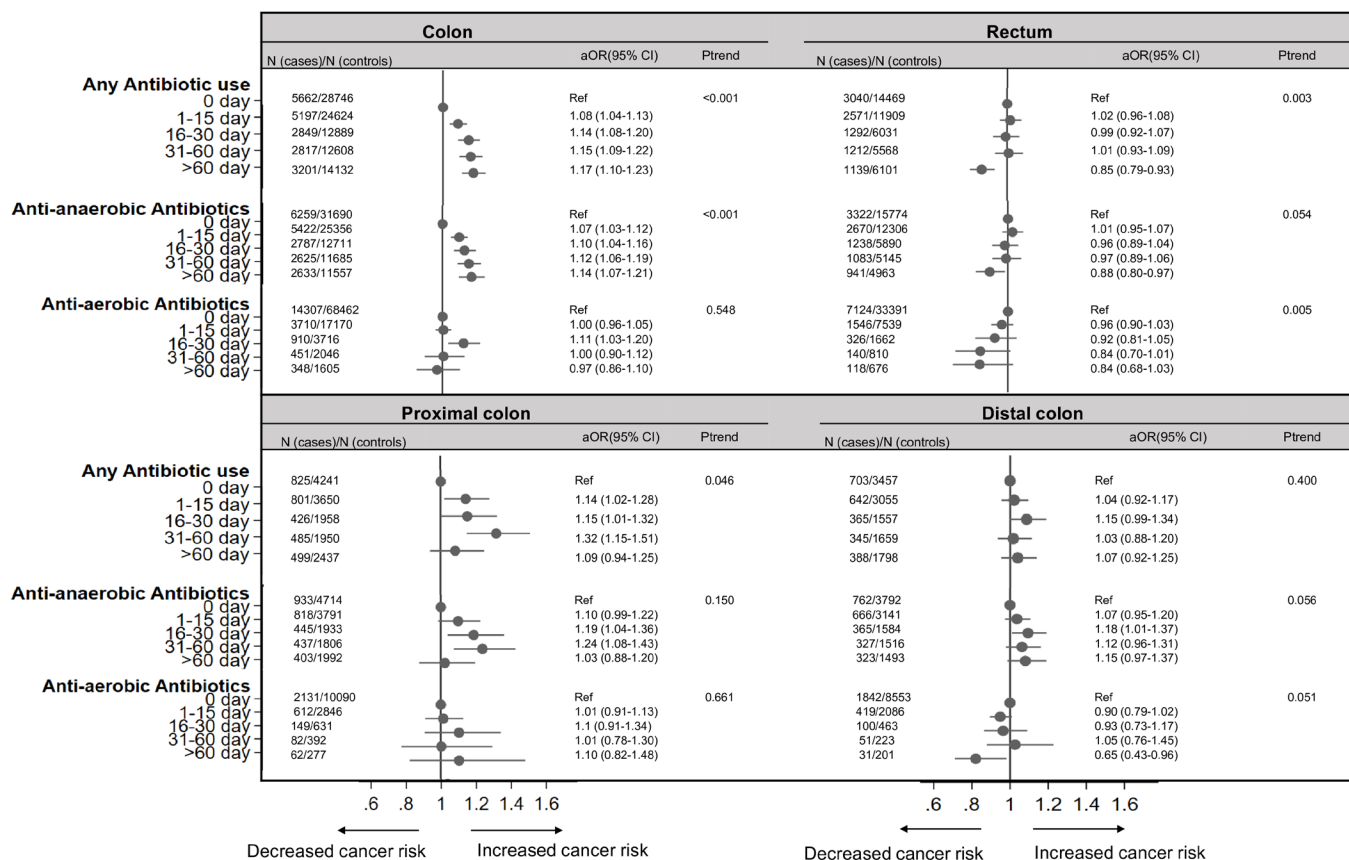 Colon Rectum
N (cases)/N (controls) aOR(95% CI) Ptrend N (cases)/N (controls) aOR(95% CI) Ptrend
Any Antibiotic use
0 day 5662/28746 Ref <0.001 3040/14469 Ref 0.003
1-15 day 5197/24624 1.08 (1.04-1.13) 2571/11909 1.02 (0.96-1.08)
16-30 day 2849/12889 1.14 (1.08-1.20) 1292/6031 0.99 (0.92-1.07)
31-60 day 2817/12608 1.15 (1.09-1.22) 1212/5568 1.01 (0.93-1.09)
>60 day 3201/14132 1.17 (1.10-1.23) 1139/6101 0.85 (0.79-0.93)
Anti-anaerobic Antibiotics
0 day 6259/31690 Ref <0.001 3322/15774 Ref 0.054
1-15 day 5422/25356 1.07 (1.03-1.12) 2670/12306 1.01 (0.95-1.07)
16-30 day 2787/12711 1.10 (1.04-1.16) 1238/5890 0.96 (0.89-1.04)
31-60 day 2625/11685 1.12 (1.06-1.19) 1083/5145 0.97 (0.89-1.06)
>60 day 2633/11557 1.14 (1.07-1.21) 941/4963 0.88 (0.80-0.97)
Anti-aerobic Antibiotics
0 day 14307/68462 Ref 0.548 7124/33391 Ref 0.005
1-15 day 3710/17170 1.00 (0.96-1.05) 1546/7539 0.96 (0.90-1.03)
16-30 day 910/3716 1.11 (1.03-1.20) 326/1662 0.92 (0.81-1.05)
31-60 day 451/2046 1.00 (0.90-1.12) 140/810 0.84 (0.70-1.01)
>60 day 348/1605 0.97 (0.86-1.10) 118/676 0.84 (0.68-1.03)
Proximal colon Distal colon
N (cases)/N (controls) aOR(95% CI) Ptrend N (cases)/N (controls) aOR(95% CI) Ptrend
Any Antibiotic use
0 day 825/4241 Ref 0.046 703/3457 Ref 0.400
1-15 day 801/3650 1.14 (1.02-1.28) 642/3055 1.04 (0.92-1.17)
16-30 day 426/1958 1.15 (1.01-1.32) 365/1557 1.15 (0.99-1.34)
31-60 day 485/1950 1.32 (1.15-1.51) 345/1659 1.03 (0.88-1.20)
>60 day 499/2437 1.09 (0.94-1.25) 388/1798 1.07 (0.92-1.25)
Anti-anaerobic Antibiotics
0 day 933/4714 Ref 0.150 762/3792 Ref 0.056
1-15 day 818/3791 1.10 (0.99-1.22) 666/3141 1.07 (0.95-1.20)
16-30 day 445/1933 1.19 (1.04-1.36) 365/1584 1.18 (1.01-1.37)
31-60 day 437/1806 1.24 (1.08-1.43) 327/1516 1.12 (0.96-1.31)
>60 day 403/1992 1.03 (0.88-1.20) 323/1493 1.15 (0.97-1.37)
Anti-aerobic Antibiotics
0 day 2131/10090 Ref 0.661 1842/8553 Ref 0.051
1-15 day 612/2846 1.01 (0.91-1.13) 419/2086 0.90 (0.79-1.02)
16-30 day 149/631 1.1 (0.91-1.34) 100/463 0.93 (0.73-1.17)
31-60 day 82/392 1.01 (0.78-1.30) 51/223 1.05 (0.76-1.45)
>60 day 62/277 1.10 (0.82-1.48) 31/201 0.65 (0.43-0.96)
.6 .8 1 1.2 1.4 1.6 .6 .8 1 1.2 1.4 1.6
Decreased cancer risk Increased cancer risk Decreased cancer risk Increased cancer risk